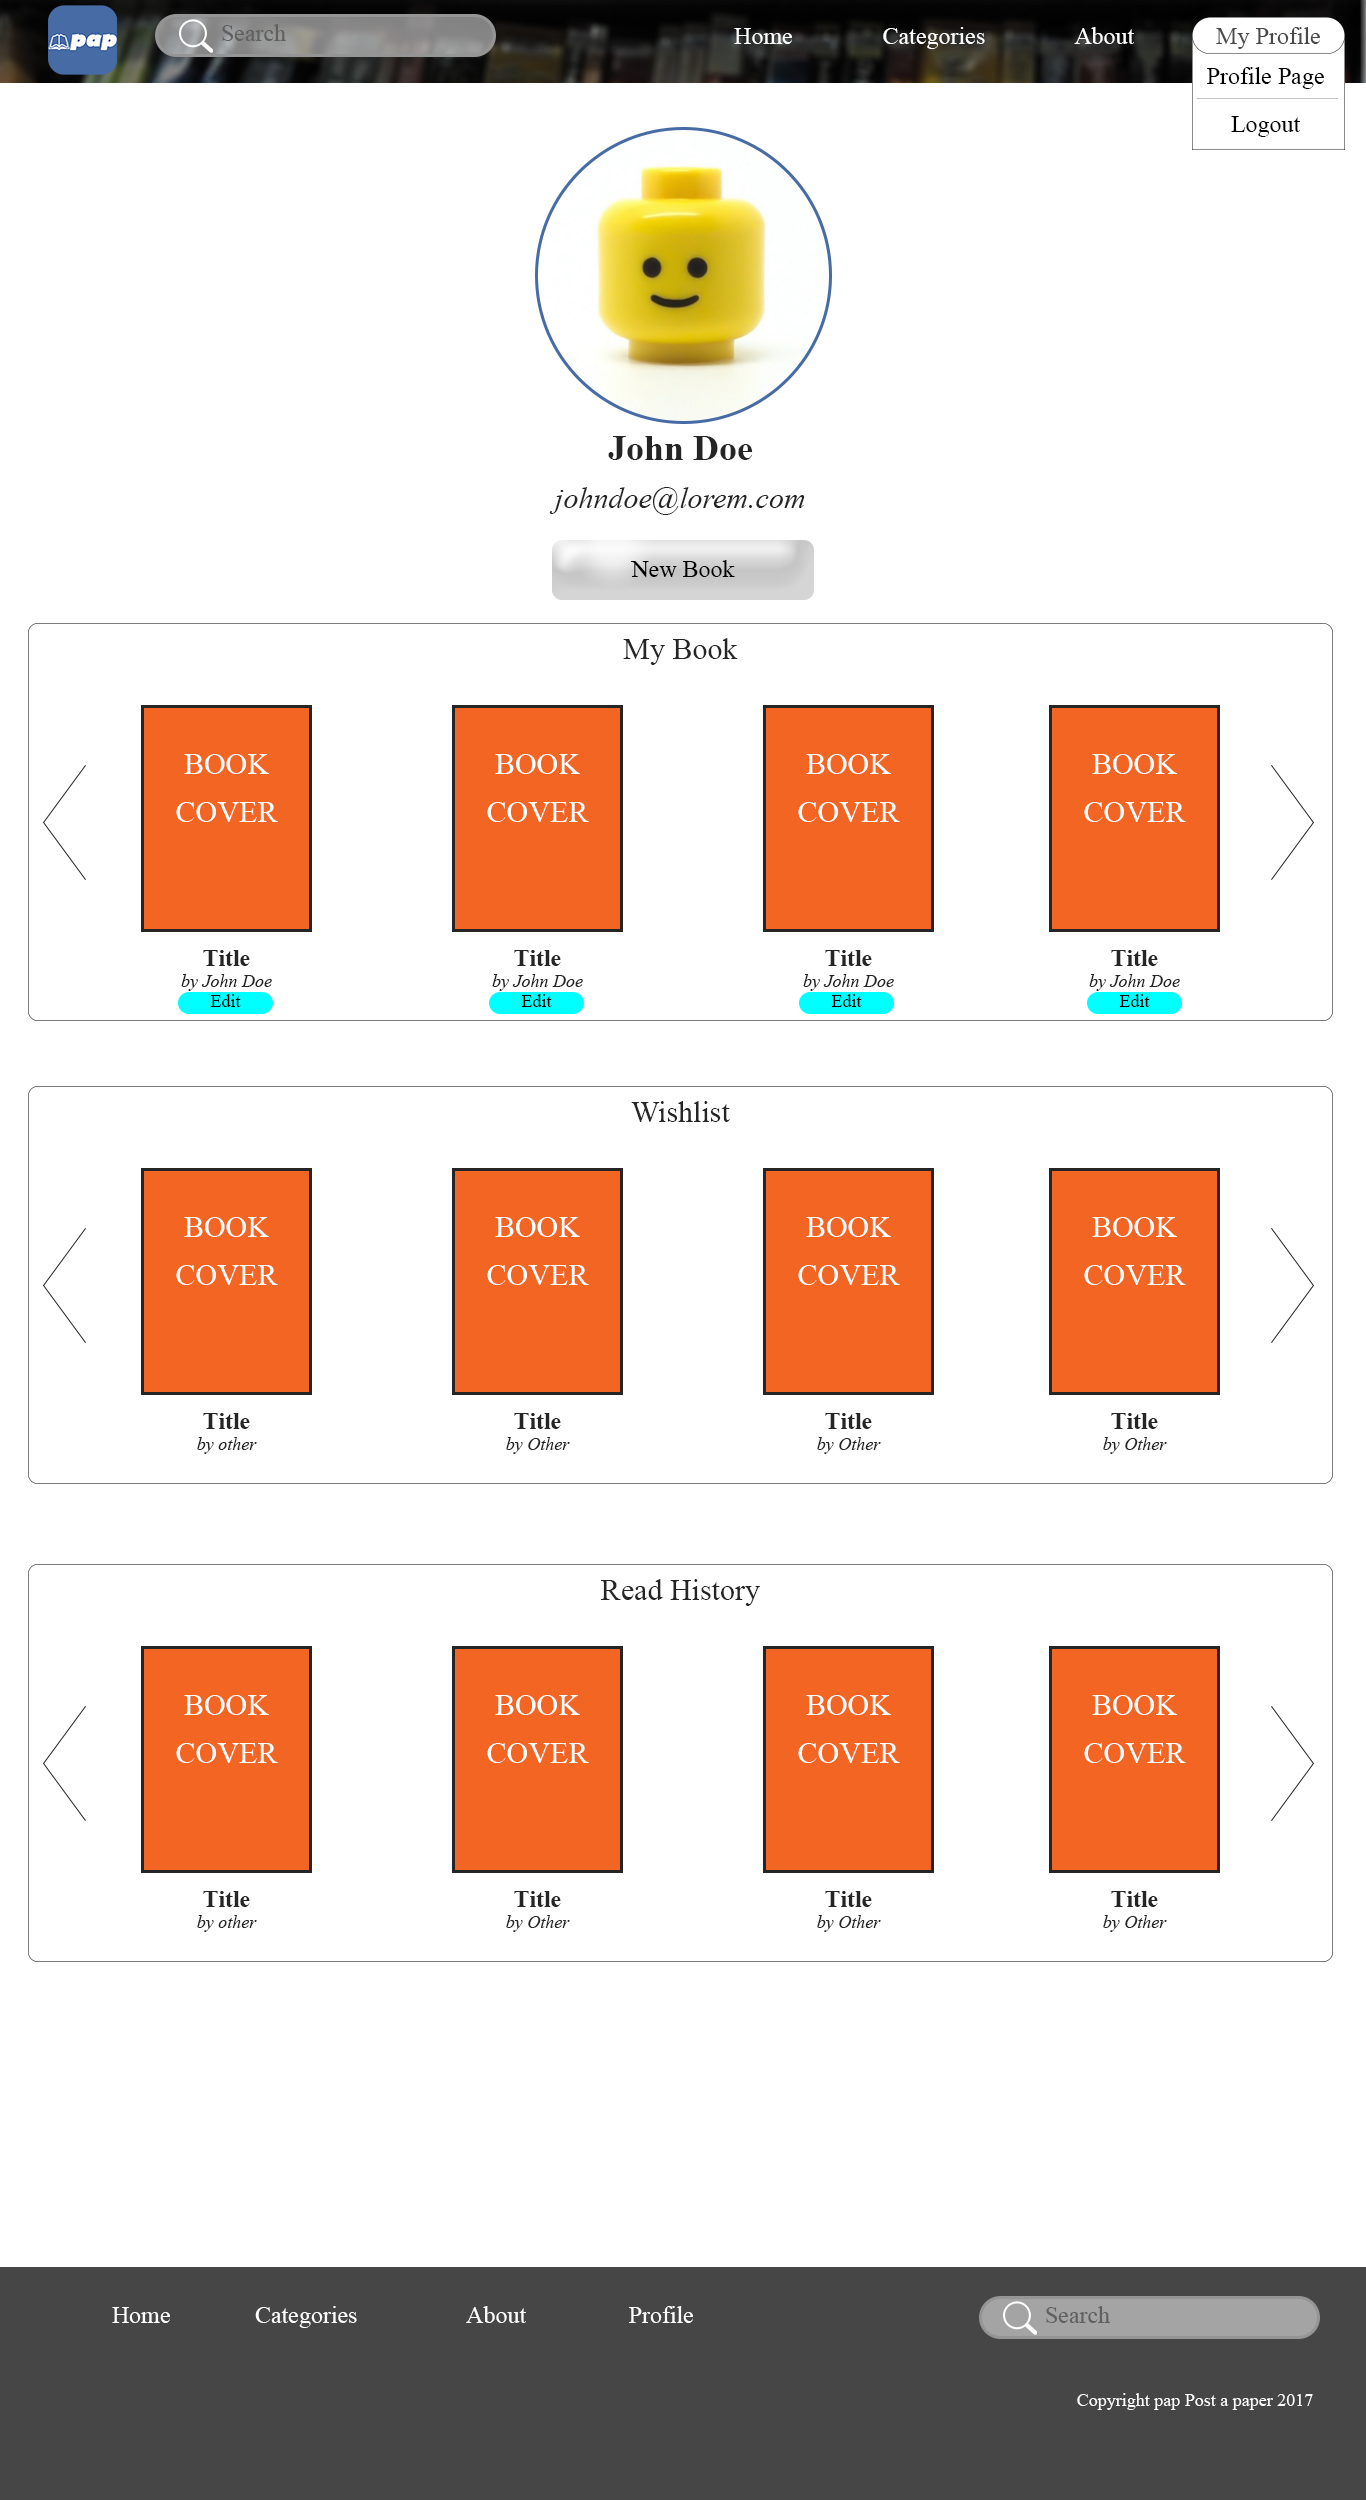 pap
Search
Home
Categories
About
My Profile
Profile Page
Logout
John Doe
johndoe@lorem.com
New Book
My Book
BOOK
COVER
Title
by John Doe
Edit
BOOK
COVER
Title
by John Doe
Edit
BOOK
COVER
Title
by John Doe
Edit
BOOK
COVER
Title
by John Doe
Edit
Wishlist
BOOK
COVER
Title
by other
BOOK
COVER
Title
by Other
BOOK
COVER
Title
by Other
BOOK
COVER
Title
by Other
Read History
BOOK
COVER
Title
by other
BOOK
COVER
Title
by Other
BOOK
COVER
Title
by Other
BOOK
COVER
Title
by Other
Home
Categories
About
Profile
Search
Copyright pap Post a paper 2017